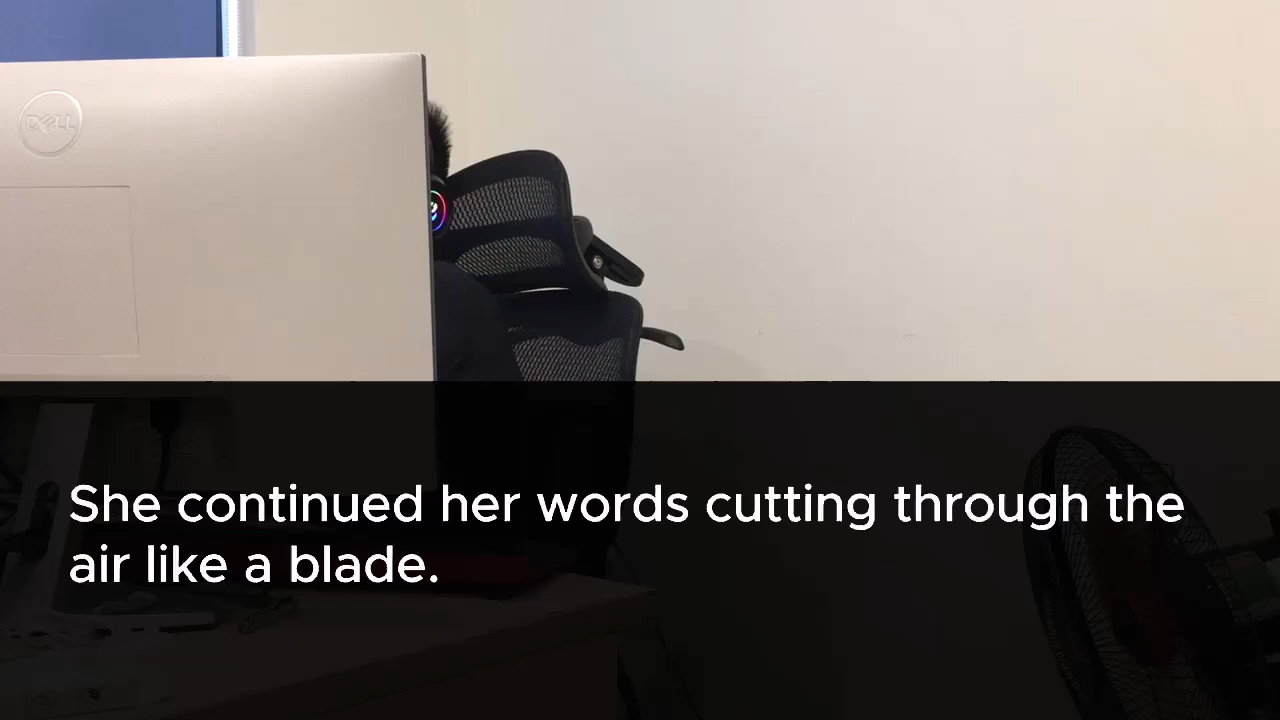 DELL
She continued her words cutting through the
air like a blade.